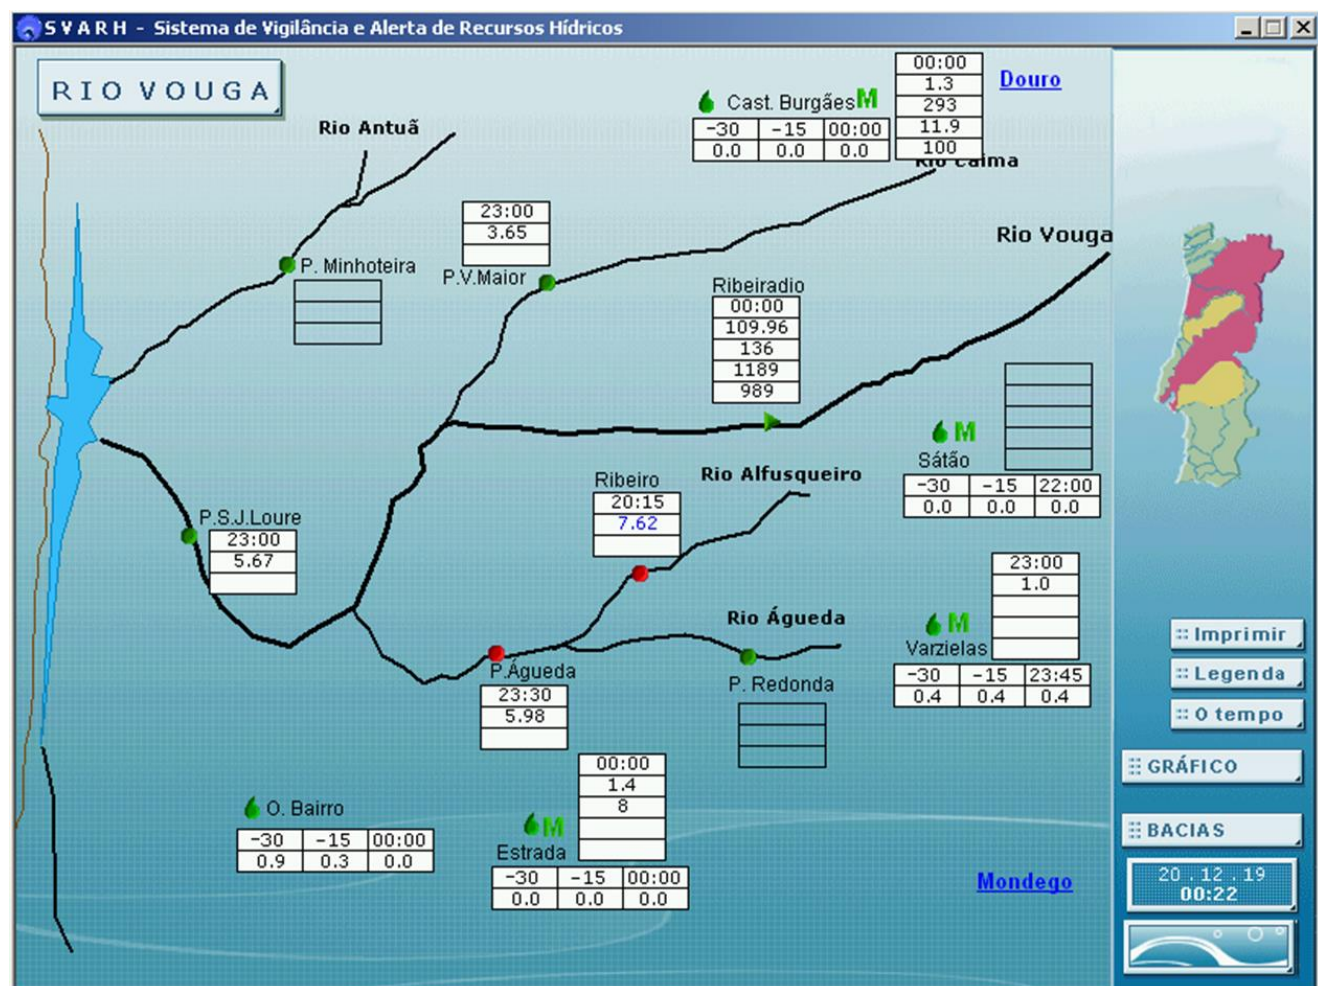 SVARH - Sistema de Vigilância e Alerta de Recursos Hídricos
RIO VOUGA
Rio Antuã
Cast. Burgães M
-30 -15 00:00
0.0 0.0 0.0
00:00
1.3
293
11.9
100
Douro
Rio Caima
23:00
3.65
P.V.Maior
P. Minhoteira
Rio Vouga
Ribeiradio
00:00
109.96
136
1189
989
M
Sátão
-30 -15 22:00
0.0 0.0 0.0
Rio Alfusqueiro
Ribeiro
20:15
7.62
P.S.J.Loure
23:00
5.67
23:00
1.0
M
Varzielas
-30 -15 23:45
0.4 0.4 0.4
Rio Águeda
P. Redonda
P.Águeda
23:30
5.98
00:00
1.4
8
M
Estrada
-30 -15 00:00
0.0 0.0 0.0
O. Bairro
-30 -15 00:00
0.9 0.3 0.0
Mondego
Imprimir
Legenda
O tempo
GRÁFICO
BACIAS
20 . 12 . 19
00:22